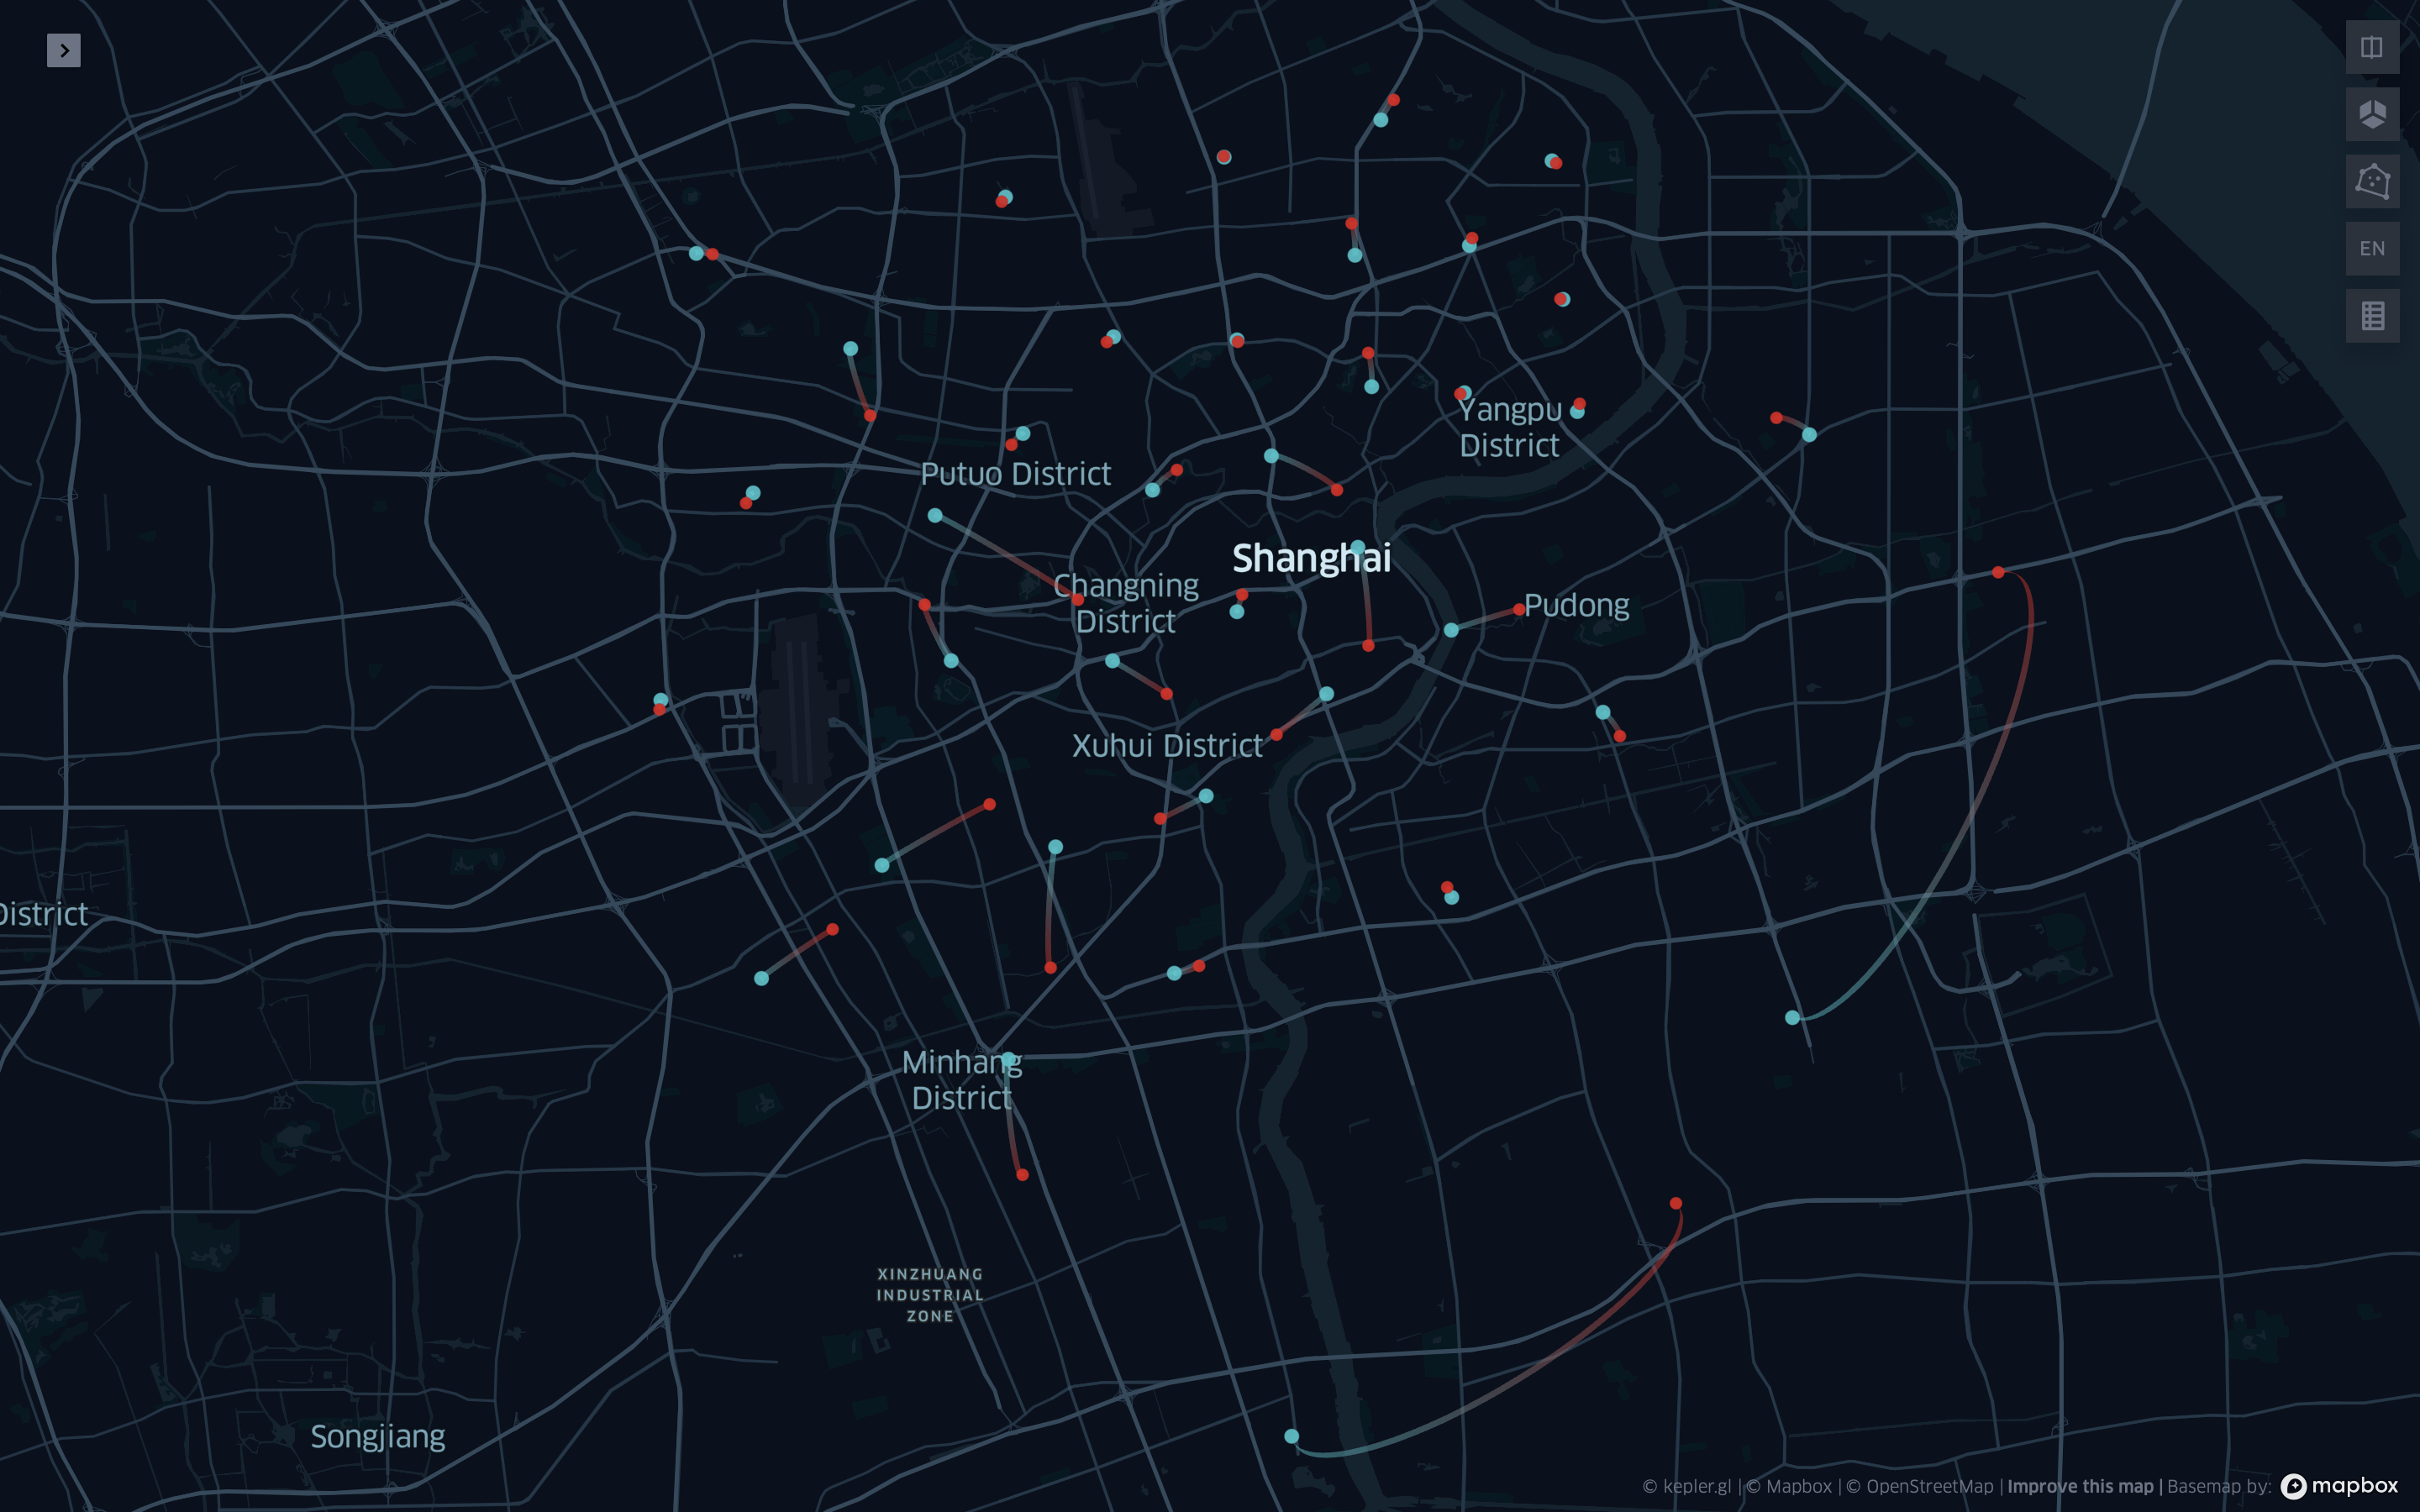 EN
Yangpu
District
Putuo District
Shanghai
Changning
District
Pudong
Xuhui District
District
Minhang
District
XINZHUANG
INDUSTRIAL
ZONE
Songjiang
© kepler.gl | © Mapbox | © OpenStreetMap | Improve this map | Basemap by: mapbox